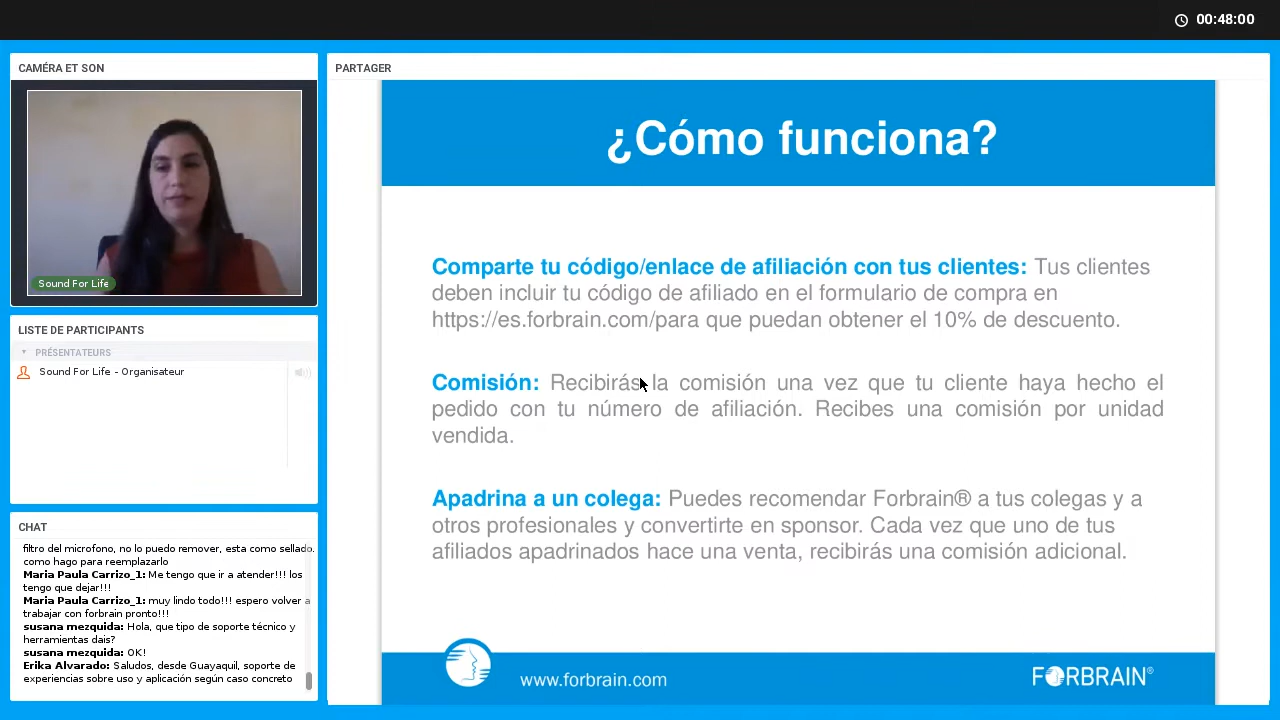 00:48:00
CAMÉRA ET SON
Sound For Life
LISTE DE PARTICIPANTS
PRÉSENTATEURS
Sound For Life - Organisateur
CHAT
filtro del microfono, no lo puedo remover, esta como sellado.
como hago para reemplazarlo
Maria Paula Carrizo_1: Me tengo que ir a atender!!! los
tengo que dejar!!!
Maria Paula Carrizo_1: muy lindo todo!!! espero volver a
trabajar con forbrain pronto!!!
susana mezquida: Hola, que tipo de soporte técnico y
herramientas dais?
susana mezquida: OK!
Erika Alvarado: Saludos, desde Guayaquil, soporte de
experiencias sobre uso y aplicación según caso concreto
PARTAGER
¿Cómo funciona?
Comparte tu código/enlace de afiliación con tus clientes: Tus clientes
deben incluir tu código de afiliado en el formulario de compra en
https://es.forbrain.com/para que puedan obtener el 10% de descuento.
Comisión: Recibirás la comisión una vez que tu cliente haya hecho el
pedido con tu número de afiliación. Recibes una comisión por unidad
vendida.
Apadrina a un colega: Puedes recomendar Forbrain® a tus colegas y a
otros profesionales y convertirte en sponsor. Cada vez que uno de tus
afiliados apadrinados hace una venta, recibirás una comisión adicional.
www.forbrain.com
FORBRAIN®